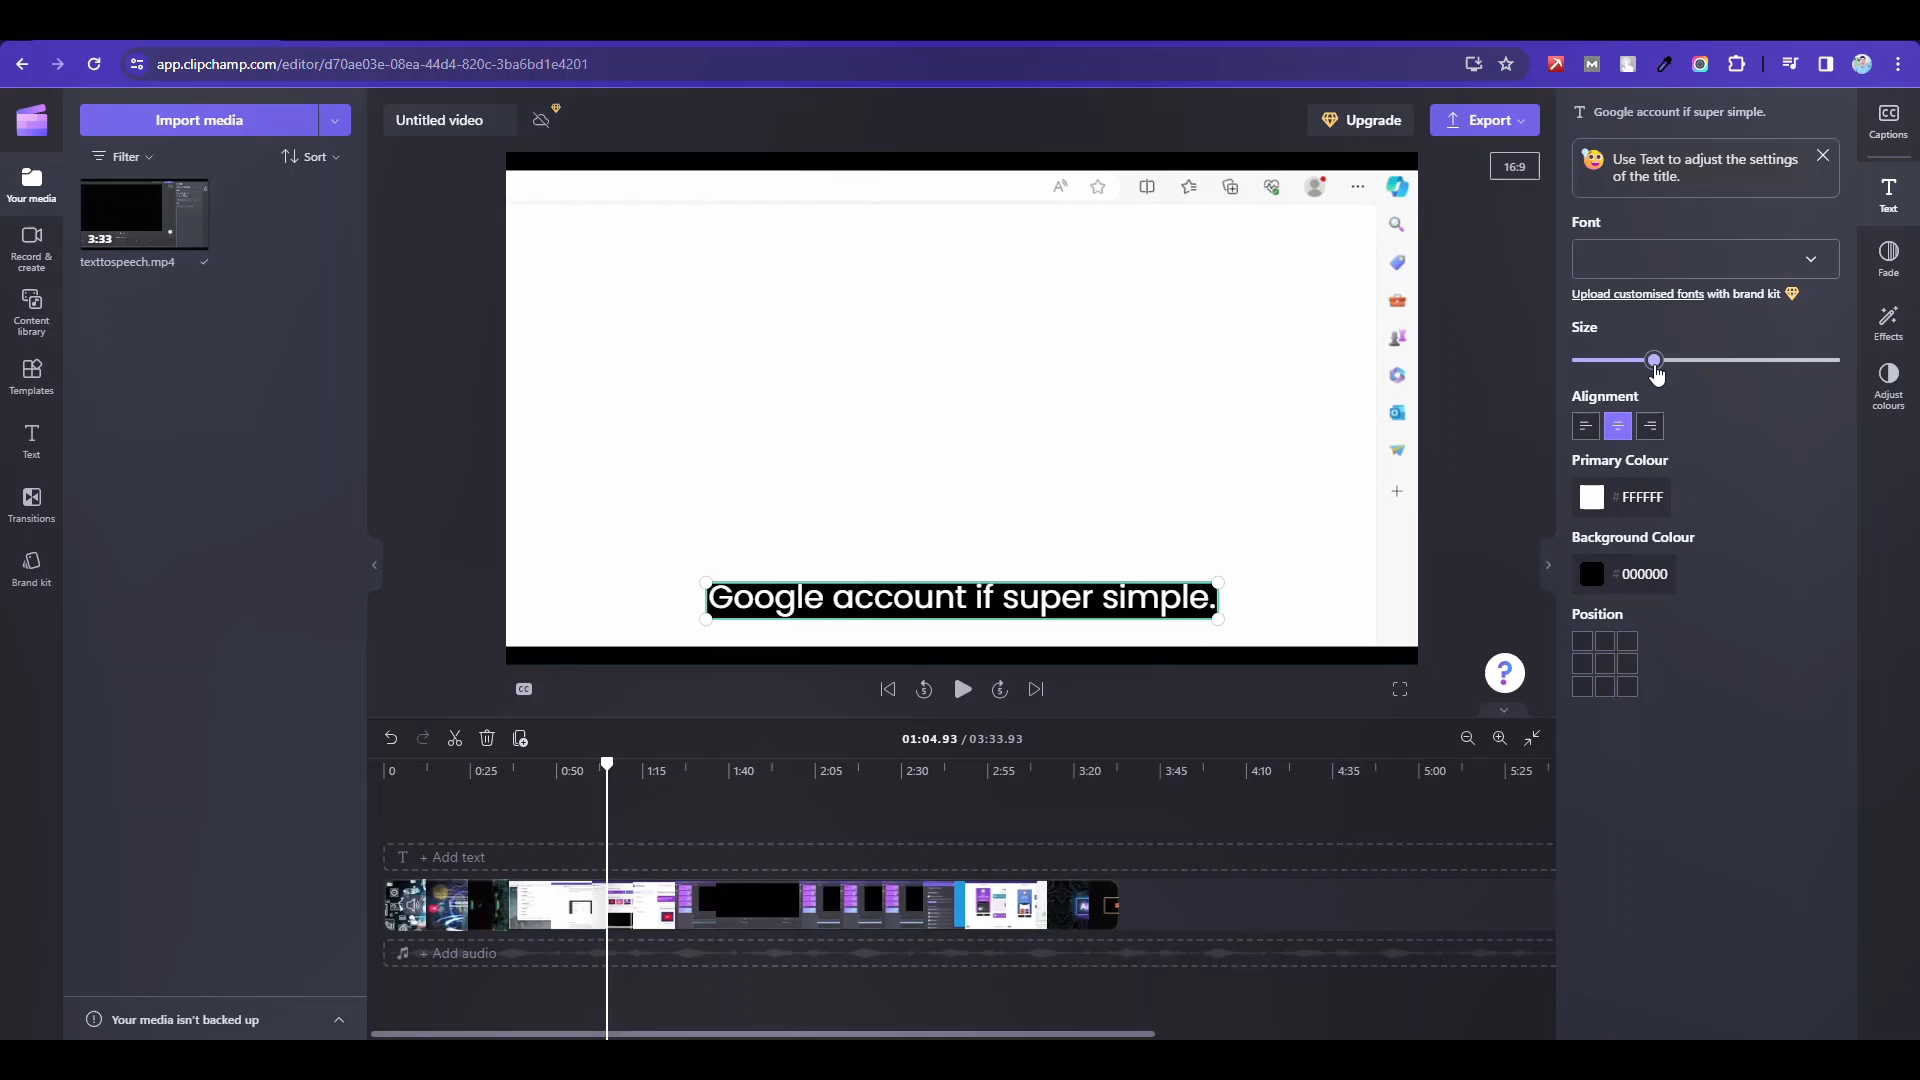 app.clipchamp.com/editor/d70ae03e-08ea-44d4-820c-3ba6bd1e4201
Import media
Untitled video
Upgrade
Export
Google account if super simple.
Captions
Filter
Sort
16:9
Use Text to adjust the settings
of the title.
Your media
Text
3:33
texttospeech.mp4
Font
Record &
create
Fade
Upload customised fonts with brand kit
Content
library
Size
Effects
Templates
Alignment
Adjust
colours
Text
Primary Colour
# FFFFFF
Transitions
Background Colour
# 000000
Brand kit
Google account if super simple.
Position
CC
5
5
?
01:04.93 / 03:33.93
0
0:25
0:50
1:15
1:40
2:05
2:30
2:55
3:20
3:45
4:10
4:35
5:00
5:25
T + Add text
+ Add audio
Your media isn't backed up